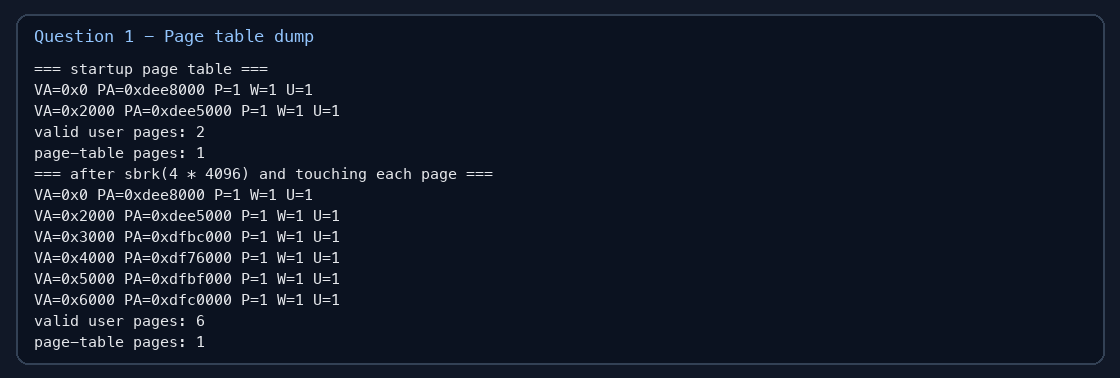 Question 1 – Page table dump
=== startup page table ===
VA=0x0 PA=0xdee8000 P=1 W=1 U=1
VA=0x2000 PA=0xdee5000 P=1 W=1 U=1
valid user pages: 2
page-table pages: 1
=== after sbrk(4 * 4096) and touching each page ===
VA=0x0 PA=0xdee8000 P=1 W=1 U=1
VA=0x2000 PA=0xdee5000 P=1 W=1 U=1
VA=0x3000 PA=0xdfbc000 P=1 W=1 U=1
VA=0x4000 PA=0xdf76000 P=1 W=1 U=1
VA=0x5000 PA=0xdfbf000 P=1 W=1 U=1
VA=0x6000 PA=0xdfc0000 P=1 W=1 U=1
valid user pages: 6
page-table pages: 1